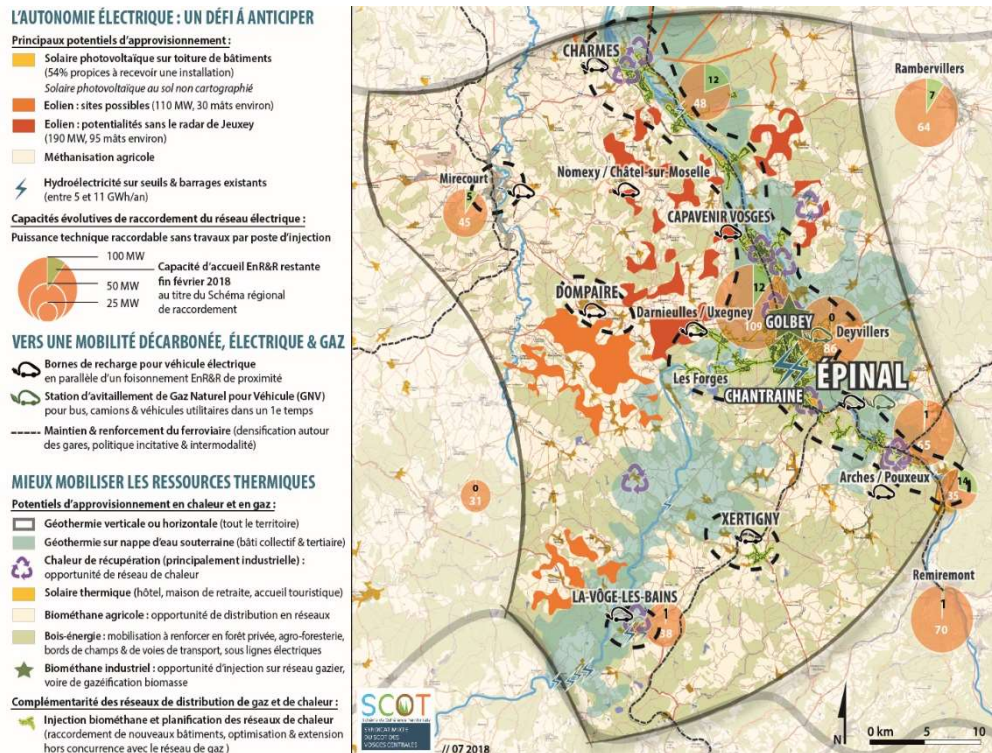 L'AUTONOMIE ÉLECTRIQUE : UN DÉFI Á ANTICIPER
Principaux potentiels d'approvisionnement :
Solaire photovoltaïque sur toiture de bâtiments
(54% propices à recevoir une installation)
Solaire photovoltaïque au sol non cartographié
Eolien : sites possibles (110 MW, 30 mâts environ)
Eolien : potentialités sans le radar de Jeuxey
(190 MW, 95 mâts environ)
Méthanisation agricole
Hydroélectricité sur seuils & barrages existants
(entre 5 et 11 GWh/an)
Capacités évolutives de raccordement du réseau électrique :
Puissance technique raccordable sans travaux par poste d'injection
100 MW
50 MW
25 MW
Capacité d'accueil EnR&R restante
fin février 2018
au titre du Schéma régional
de raccordement
VERS UNE MOBILITÉ DÉCARBONÉE, ÉLECTRIQUE & GAZ
Bornes de recharge pour véhicule électrique
en parallèle d'un foisonnement EnR&R de proximité
Station d'avitaillement de Gaz Naturel pour Véhicule (GNV)
pour bus, camions & véhicules utilitaires dans un 1e temps
Maintien & renforcement du ferroviaire (densification autour
des gares, politique incitative & intermodalité)
MIEUX MOBILISER LES RESSOURCES THERMIQUES
Potentiels d'approvisionnement en chaleur et en gaz :
Géothermie verticale ou horizontale (tout le territoire)
Géothermie sur nappe d'eau souterraine (bâti collectif & tertiaire)
Chaleur de récupération (principalement industrielle) :
opportunité de réseau de chaleur
Solaire thermique (hôtel, maison de retraite, accueil touristique)
Biométhane agricole : opportunité de distribution en réseaux
Bois-énergie : mobilisation à renforcer en forêt privée, agro-foresterie,
bords de champs & de voies de transport, sous lignes électriques
Biométhane industriel : opportunité d'injection sur réseau gazier,
voire de gazéification biomasse
Complémentarité des réseaux de distribution de gaz et de chaleur :
Injection biométhane et planification des réseaux de chaleur
(raccordement de nouveaux bâtiments, optimisation & extension
hors concurrence avec le réseau de gaz )
CHARMES
12
48
Rambervillers
7
64
Mirecourt
5
45
Nomexy / Châtel-sur-Moselle
CAPAVENIR VOSGES
DOMPAIRE
12
109
Darnieulles / Uxegney
GOLBEY
0
86
Deyvillers
Les Forges
CHANTRAINE
ÉPINAL
1
Arches / Pouxeux
14
35
0
31
XERTIGNY
LA-VÔGE-LES-BAINS
1
38
Remiremont
1
70
SCOT
SYNDICAT MIXTE
DU SCOT DES
VOSGES CENTRALES
// 07 2018
N
0 km
5
10